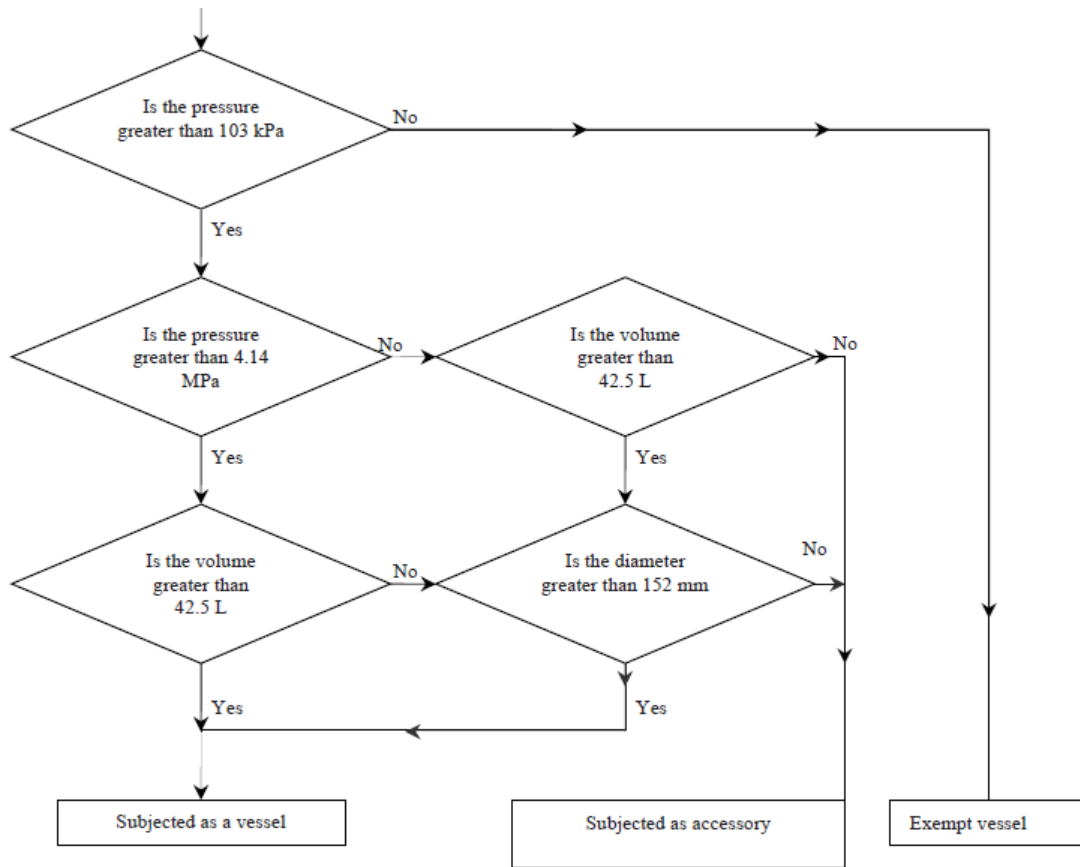 Is the pressure
greater than 103 kPa
No
Yes
Is the pressure
greater than 4.14
MPa
No
Is the volume
greater than
42.5 L
No
Yes
Yes
Is the volume
greater than
42.5 L
No
Is the diameter
greater than 152 mm
No
Yes
Yes
Subjected as a vessel
Subjected as accessory
Exempt vessel